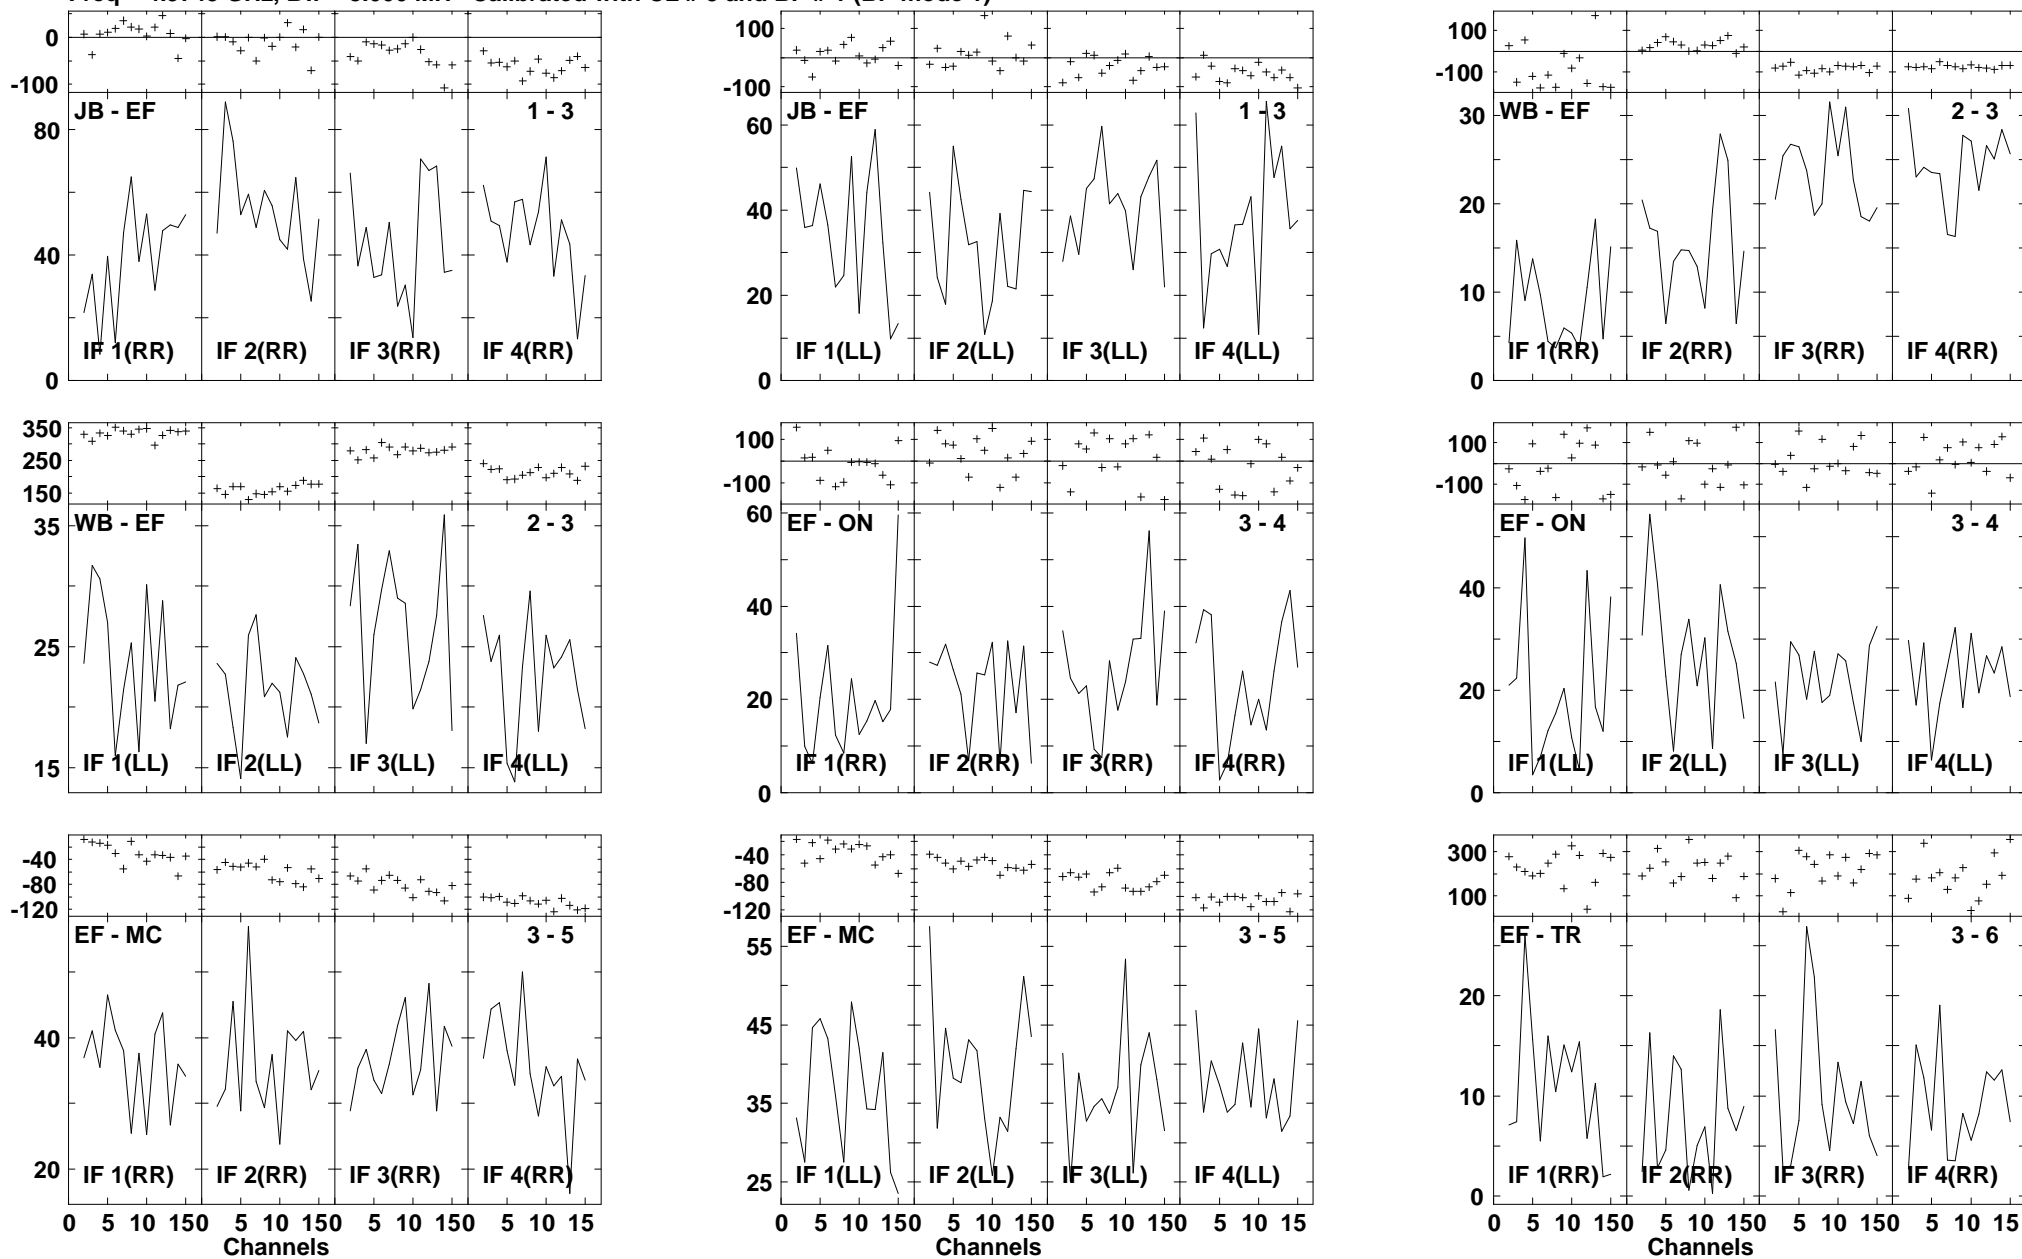 0 100 100
-100 -100 -100
JB - EF 1 - 3 JB - EF 1 - 3 WB - EF 2 - 3
80 60 30
40 40 20
20 10
IF 1(RR) IF 2(RR) IF 3(RR) IF 4(RR) IF 1(LL) IF 2(LL) IF 3(LL) IF 4(LL) IF 1(RR) IF 2(RR) IF 3(RR) IF 4(RR)
0 0 0
350 100 100
250 -100 -100
150
WB - EF 2 - 3 EF - ON 3 - 4 EF - ON 3 - 4
35 60
25 40 40
20 20
15 IF 1(LL) IF 2(LL) IF 3(LL) IF 4(LL) IF 1(RR) IF 2(RR) IF 3(RR) IF 4(RR) IF 1(LL) IF 2(LL) IF 3(LL) IF 4(LL)
0 0
-40 -40 300
-80 -80 100
-120 -120
EF - MC 3 - 5 EF - MC 3 - 5 EF - TR 3 - 6
40 55 20
45
35 10
20 IF 1(RR) IF 2(RR) IF 3(RR) IF 4(RR) 25 IF 1(LL) IF 2(LL) IF 3(LL) IF 4(LL) 0 IF 1(RR) IF 2(RR) IF 3(RR) IF 4(RR)
0 5 10 150 5 10 150 5 10 150 5 10 15 0 5 10 150 5 10 150 5 10 150 5 10 15 0 5 10 150 5 10 150 5 10 150 5 10 15
Channels Channels Channels